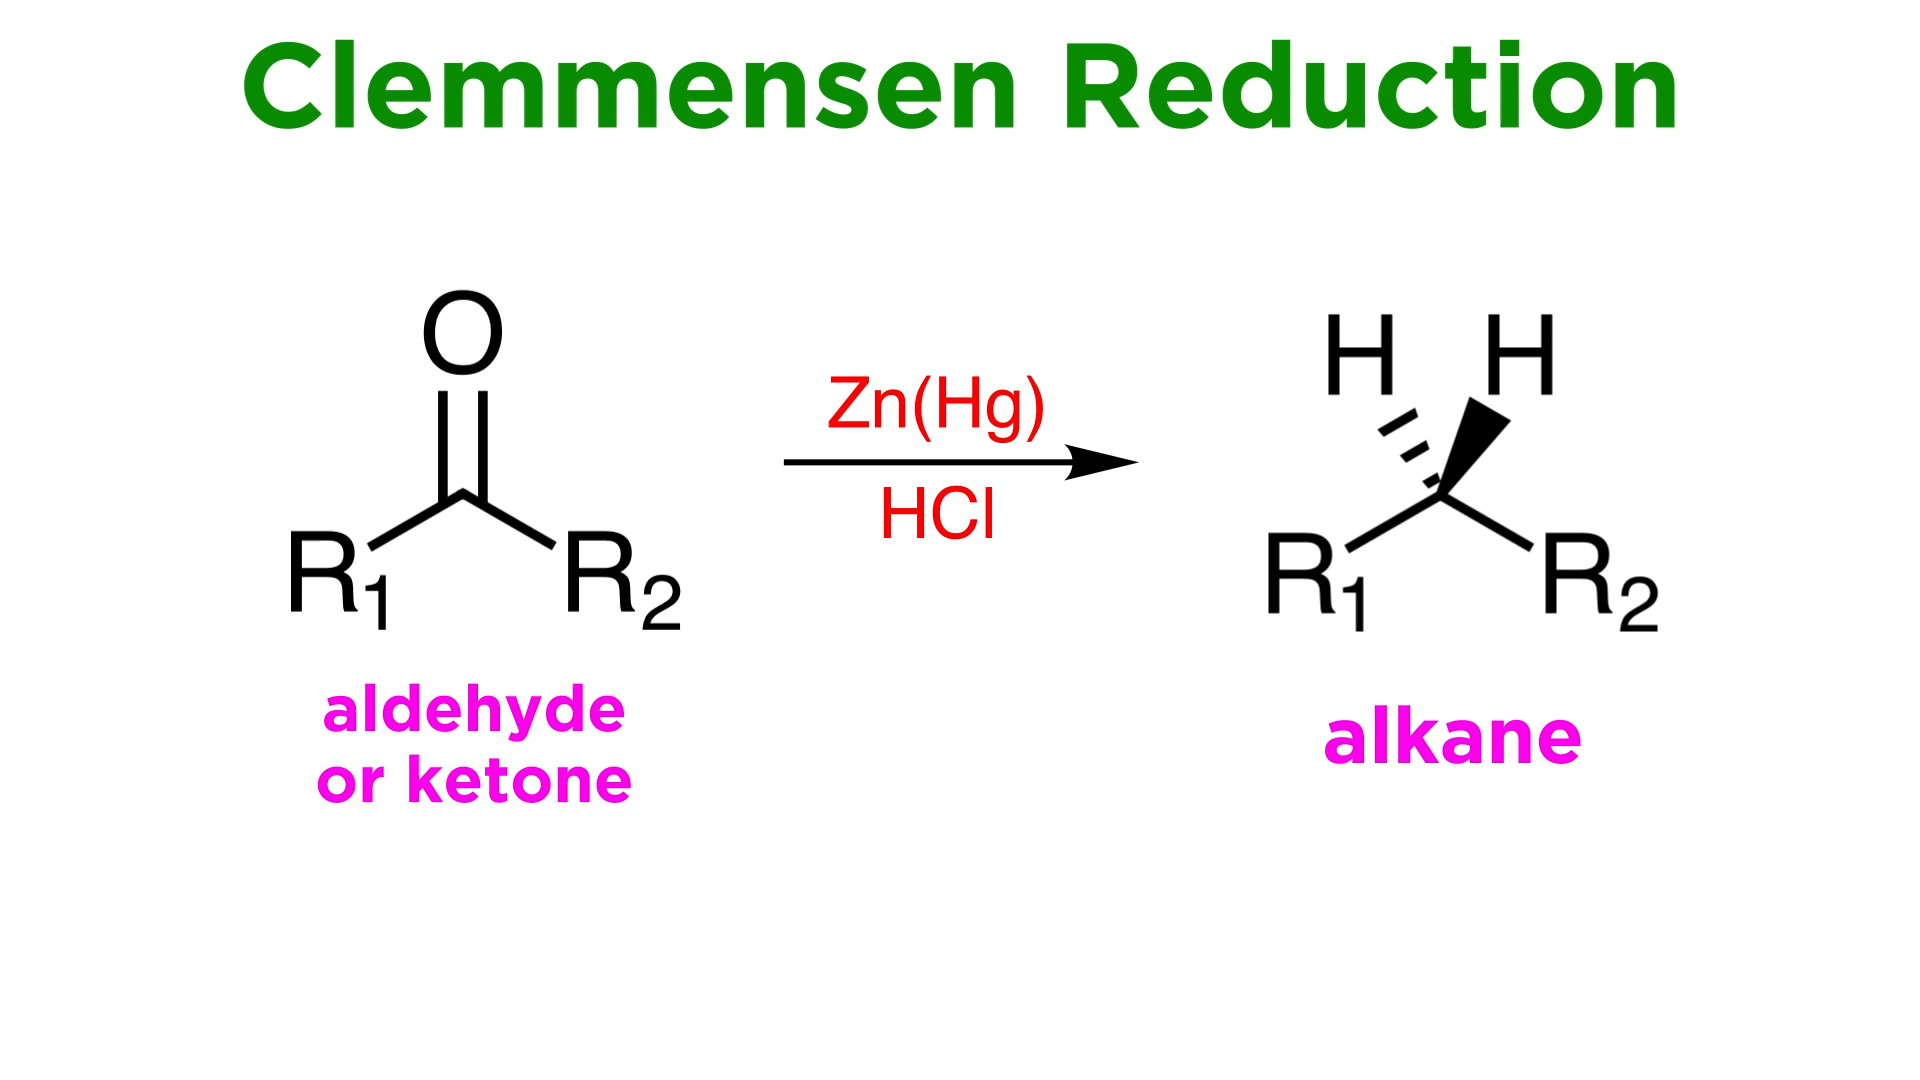 Clemmensen Reduction
O
R1 R2
Zn(Hg)
HCl
H H
R1 R2
aldehyde
or ketone
alkane